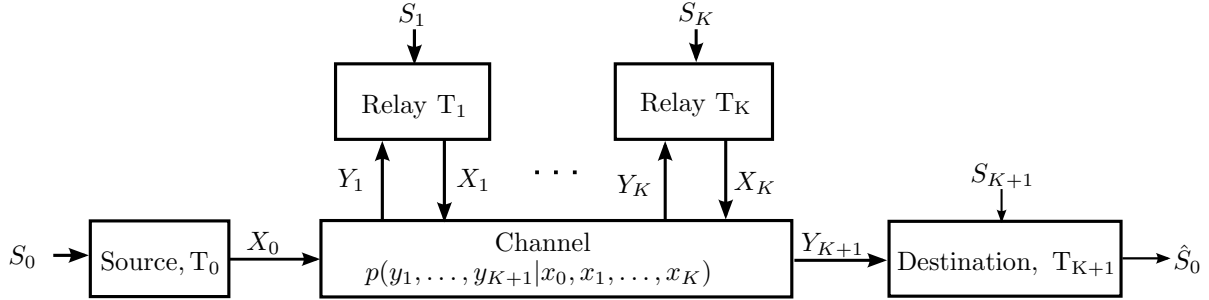 S_1
S_K
Relay T_1
Relay T_K
Y_1
X_1
. . .
Y_K
X_K
S_{K+1}
S_0
Source, T_0
X_0
Channel
p(y_1, . . . , y_{K+1}|x_0, x_1, . . . , x_K)
Y_{K+1}
Destination, T_{K+1}
Ŝ_0